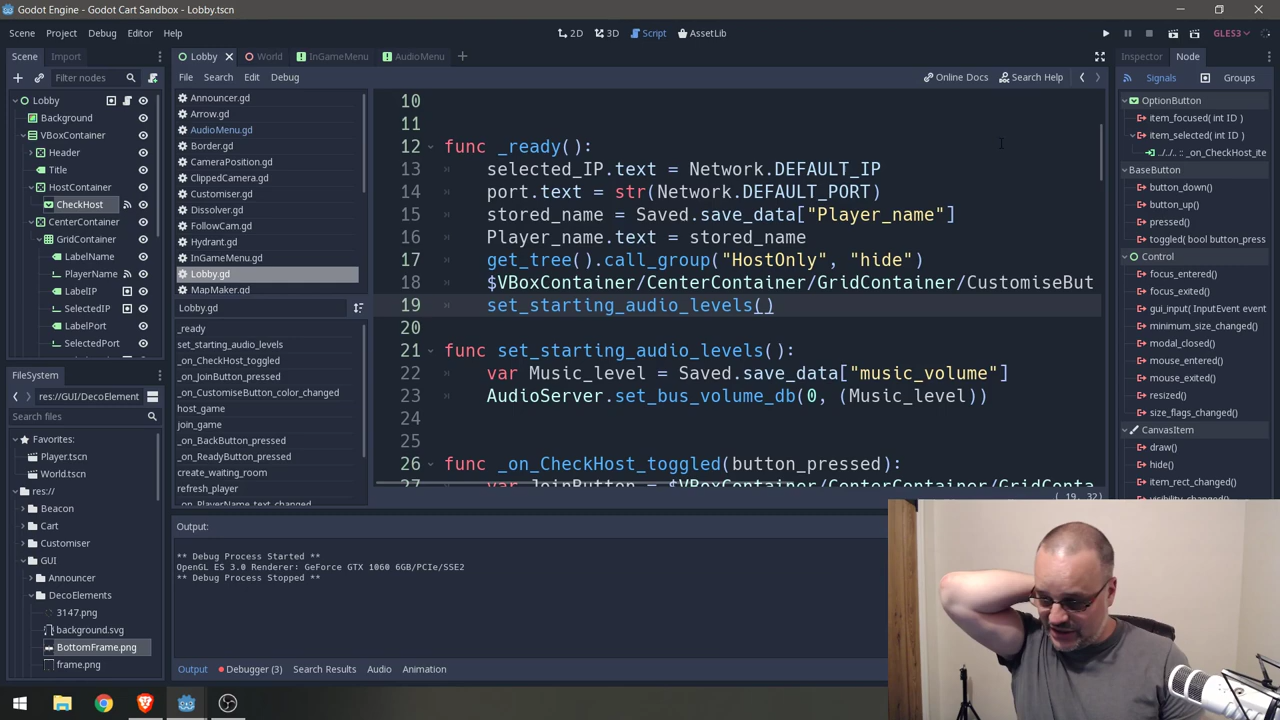 Godot Engine - Godot Cart Sandbox - Lobby.tscn
Scene Project Debug Editor Help
2D 3D Script AssetLib
GLES3
Scene Import
Filter nodes
Lobby
Background
VBoxContainer
Header
Title
HostContainer
CheckHost
CenterContainer
GridContainer
LabelName
PlayerName
LabelIP
SelectedIP
LabelPort
SelectedPort
FileSystem
res://GUI/DecoElement
Search files
Favorites:
Player.tscn
World.tscn
res://
Beacon
Cart
Customiser
GUI
Announcer
DecoElements
3147.png
background.svg
BottomFrame.png
frame.png
Lobby World InGameMenu AudioMenu
File Search Edit Debug
Online Docs Search Help
Announcer.gd
Arrow.gd
AudioMenu.gd
Border.gd
CameraPosition.gd
ClippedCamera.gd
Customiser.gd
Dissolver.gd
FollowCam.gd
Hydrant.gd
InGameMenu.gd
Lobby.gd
MapMaker.gd
Lobby.gd
_ready
set_starting_audio_levels
_on_CheckHost_toggled
_on_JoinButton_pressed
_on_CustomiseButton_color_changed
host_game
join_game
_on_BackButton_pressed
_on_ReadyButton_pressed
create_waiting_room
refresh_player
_on_PlayerName_text_changed
10
11
12 func _ready():
13 selected_IP.text = Network.DEFAULT_IP
14 port.text = str(Network.DEFAULT_PORT)
15 stored_name = Saved.save_data["Player_name"]
16 Player_name.text = stored_name
17 get_tree().call_group("HostOnly", "hide")
18 $VBoxContainer/CenterContainer/GridContainer/CustomiseBut
19 set_starting_audio_levels()
20
21 func set_starting_audio_levels():
22 var Music_level = Saved.save_data["music_volume"]
23 AudioServer.set_bus_volume_db(0, (Music_level))
24
25
26 func _on_CheckHost_toggled(button_pressed):
27 var JoinButton = $VBoxContainer/CenterContainer/GridConta
(19, 32)
Output:
** Debug Process Started **
OpenGL ES 3.0 Renderer: GeForce GTX 1060 6GB/PCIe/SSE2
** Debug Process Stopped **
Output Debugger (3) Search Results Audio Animation
Inspector Node
Signals Groups
OptionButton
item_focused( int ID )
item_selected( int ID )
../../.. :: _on_CheckHost_ite
BaseButton
button_down()
button_up()
pressed()
toggled( bool button_press
Control
focus_entered()
focus_exited()
gui_input( InputEvent event
minimum_size_changed()
modal_closed()
mouse_entered()
mouse_exited()
resized()
size_flags_changed()
CanvasItem
draw()
hide()
item_rect_changed()
visibility_changed()